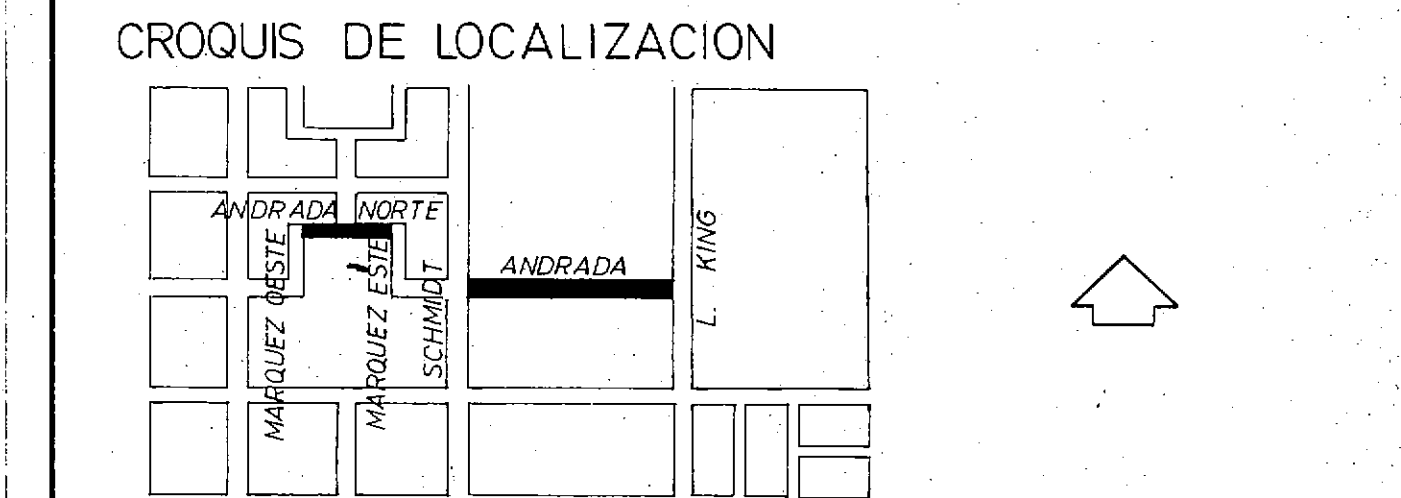 CROQUIS DE LOCALIZACION
ANDRADA NORTE
MARQUEZ OESTE
MARQUEZ ESTE
SCHMIDT
ANDRADA
L. KING